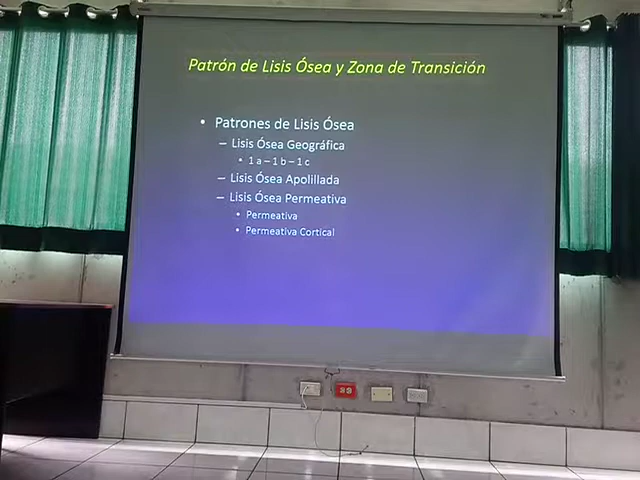 Patrón de Lisis Ósea y Zona de Transición
• Patrones de Lisis Ósea
– Lisis Ósea Geográfica
• 1 a – 1 b – 1 c
– Lisis Ósea Apolillada
– Lisis Ósea Permeativa
• Permeativa
• Permeativa Cortical